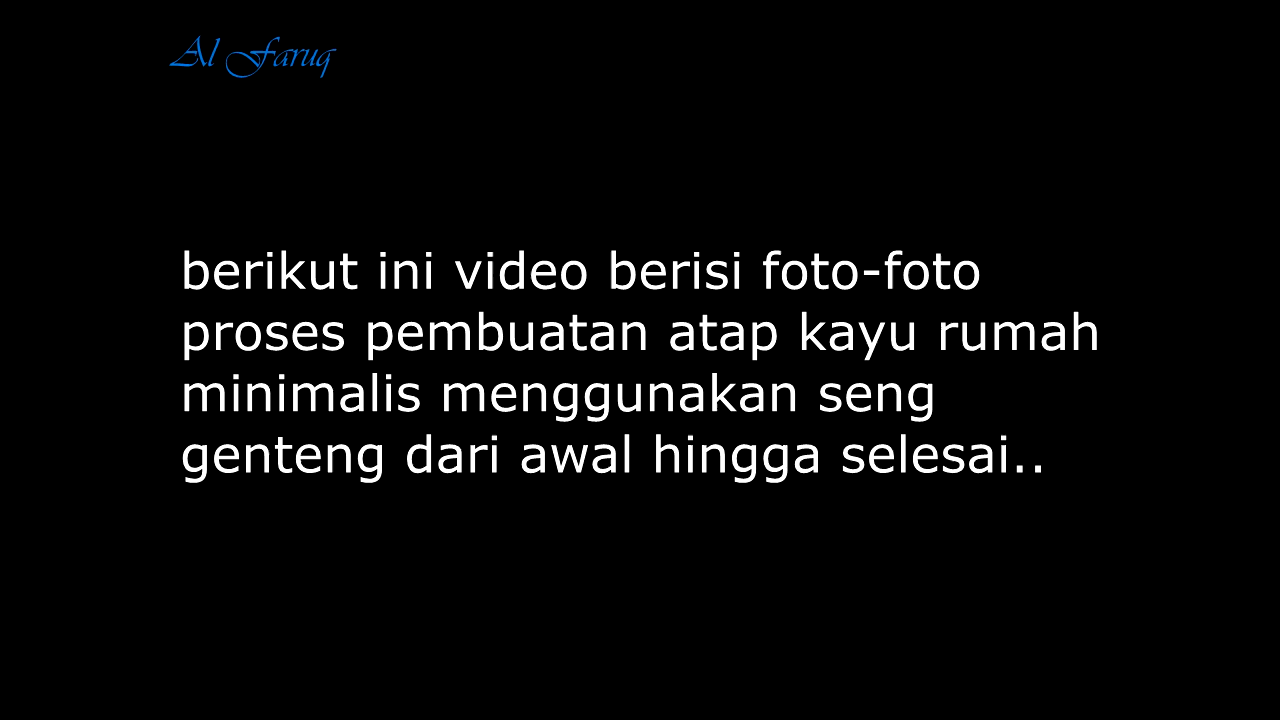 Al Faruq
berikut ini video berisi foto-foto
proses pembuatan atap kayu rumah
minimalis menggunakan seng
genteng dari awal hingga selesai..